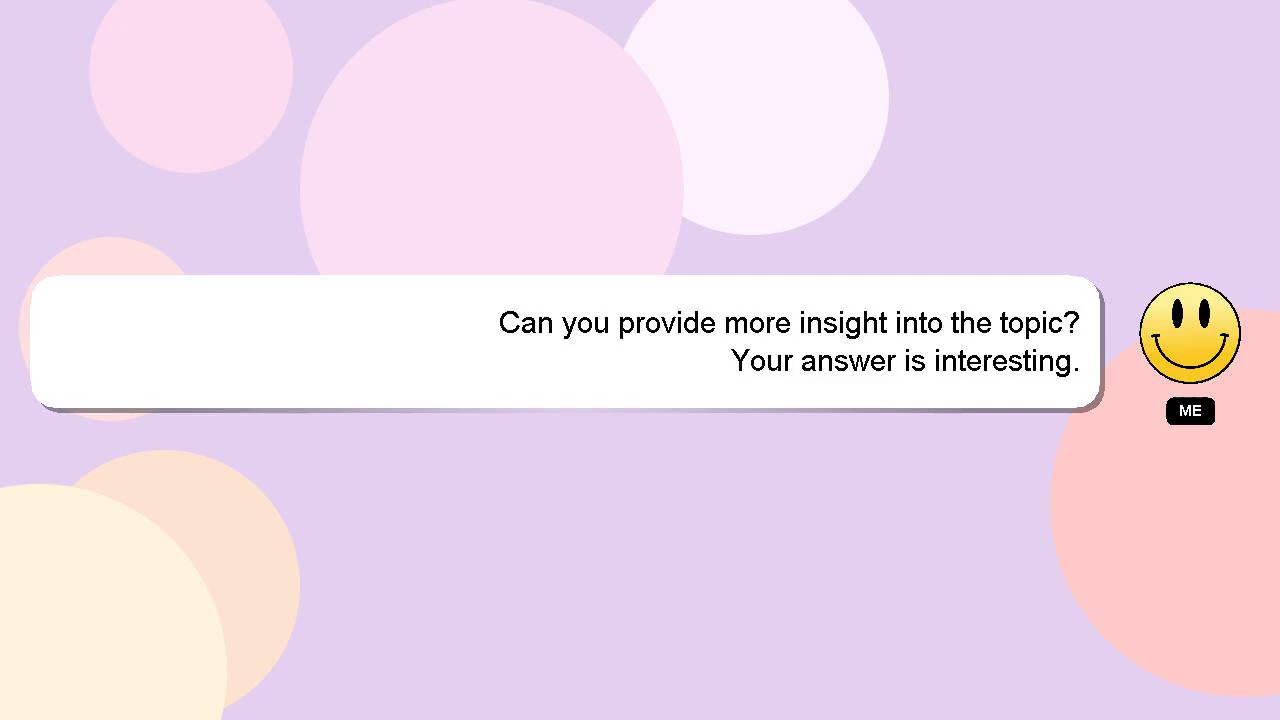 Can you provide more insight into the topic?
Your answer is interesting.
ME